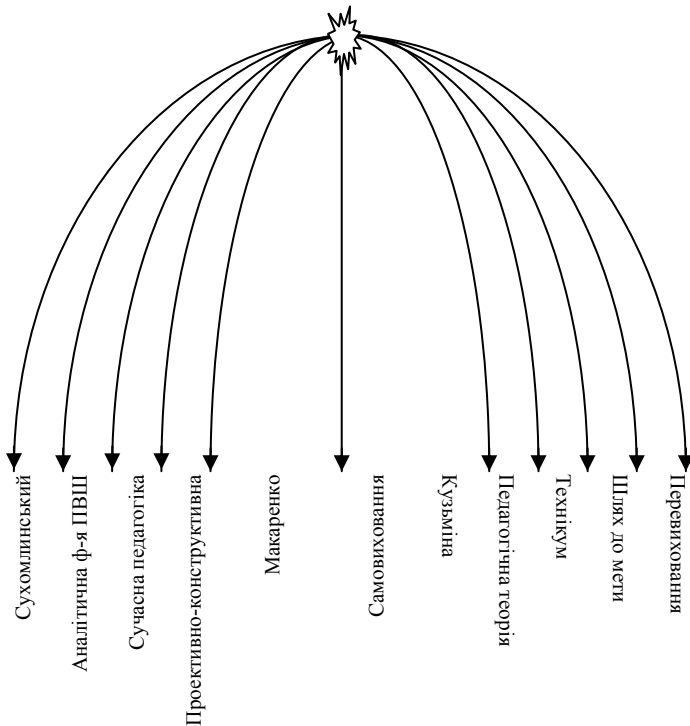 Сухомлинський
Аналітична ф-я ПВШ
Сучасна педагогіка
Проективно-конструктивна
Макаренко
Самовиховання
Кузьміна
Педагогічна теорія
Технікум
Шлях до мети
Перевиховання